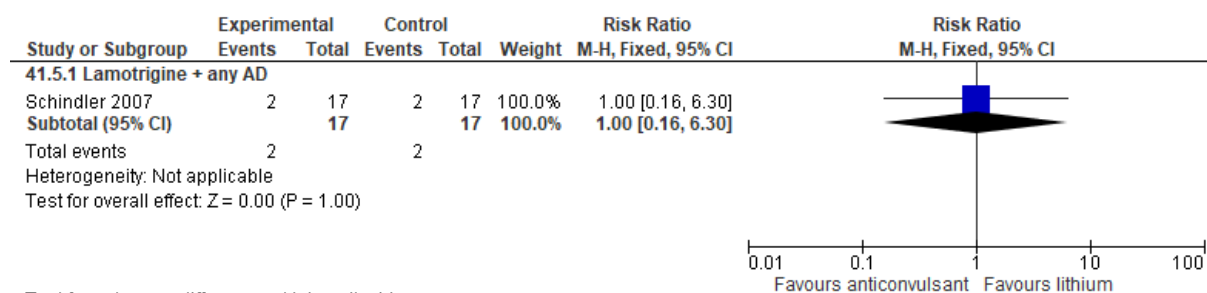 Experimental Control Risk Ratio Risk Ratio
Study or Subgroup Events Total Events Total Weight M-H, Fixed, 95% CI M-H, Fixed, 95% CI
41.5.1 Lamotrigine + any AD
Schindler 2007 2 17 2 17 100.0% 1.00 [0.16, 6.30]
Subtotal (95% CI) 17 17 100.0% 1.00 [0.16, 6.30]
Total events 2 2
Heterogeneity: Not applicable
Test for overall effect: Z = 0.00 (P = 1.00)
0.01 0.1 1 10 100
Favours anticonvulsant Favours lithium